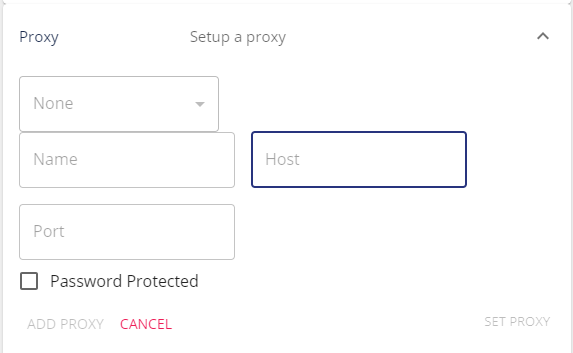 Proxy Setup a proxy
None
Name Host
Port
Password Protected
ADD PROXY CANCEL SET PROXY